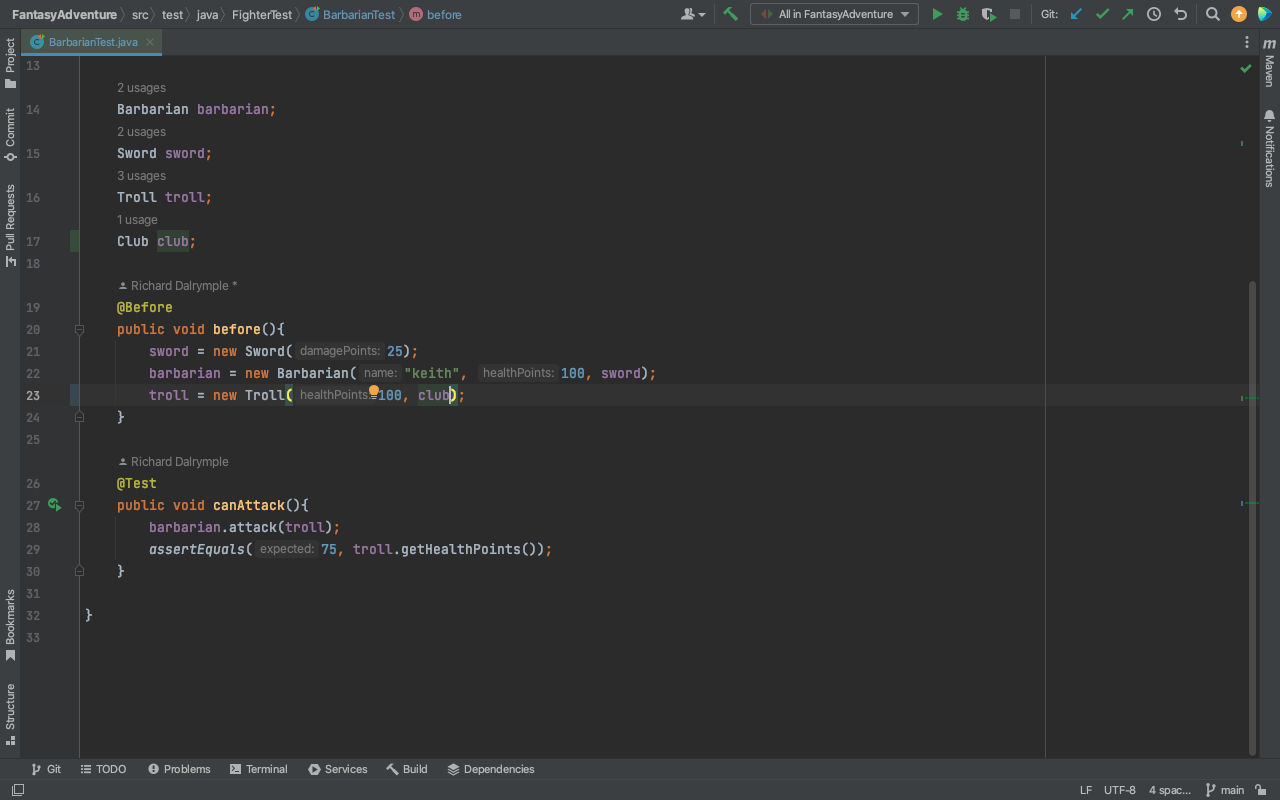 FantasyAdventure 〉 src 〉 test 〉 java 〉 FighterTest 〉 BarbarianTest 〉 m before
All in FantasyAdventure
Git:
BarbarianTest.java
Project
Commit
Pull Requests
Bookmarks
Structure
m
Maven
Notifications
13
2 usages
14 Barbarian barbarian;
2 usages
15 Sword sword;
3 usages
16 Troll troll;
1 usage
17 Club club;
18
Richard Dalrymple *
19 @Before
20 public void before(){
21 sword = new Sword( damagePoints: 25);
22 barbarian = new Barbarian( name: "keith", healthPoints: 100, sword);
23 troll = new Troll( healthPoints: 100, club);
24 }
25
Richard Dalrymple
26 @Test
27 public void canAttack(){
28 barbarian.attack(troll);
29 assertEquals( expected: 75, troll.getHealthPoints());
30 }
31
32 }
33
Git TODO Problems Terminal Services Build Dependencies
LF UTF-8 4 spac... main